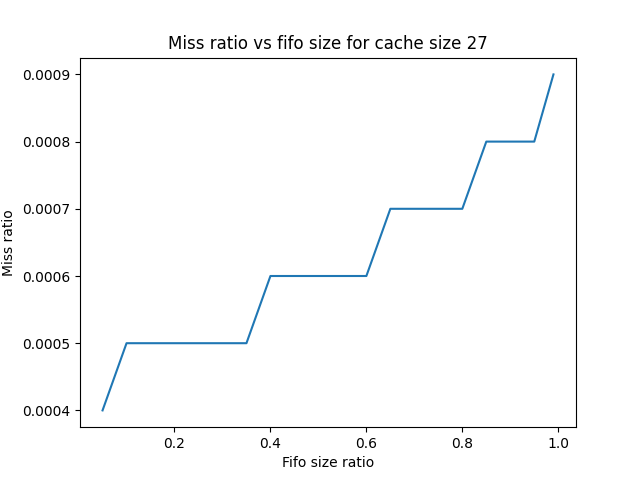 Miss ratio vs fifo size for cache size 27
0.0009
0.0008
0.0007
0.0006
0.0005
0.0004
Miss ratio
0.2 0.4 0.6 0.8 1.0
Fifo size ratio